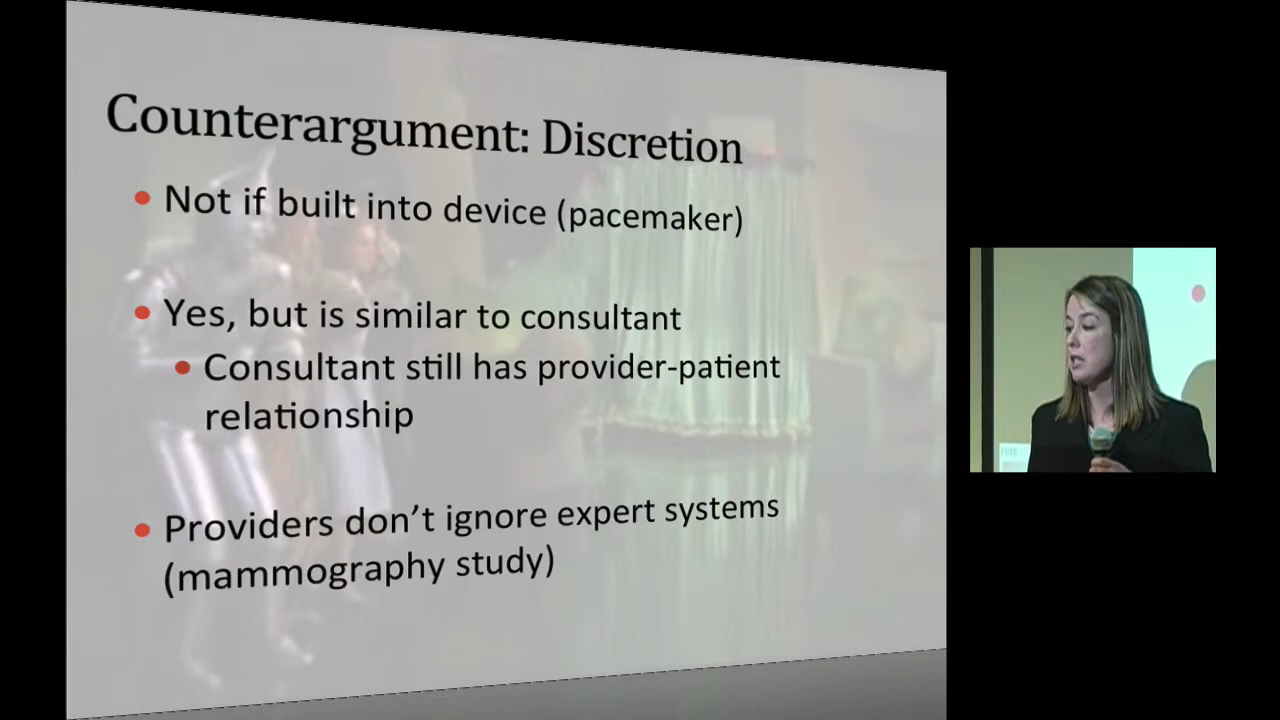 Counterargument: Discretion
• Not if built into device (pacemaker)
• Yes, but is similar to consultant
• Consultant still has provider-patient
relationship
• Providers don't ignore expert systems
(mammography study)